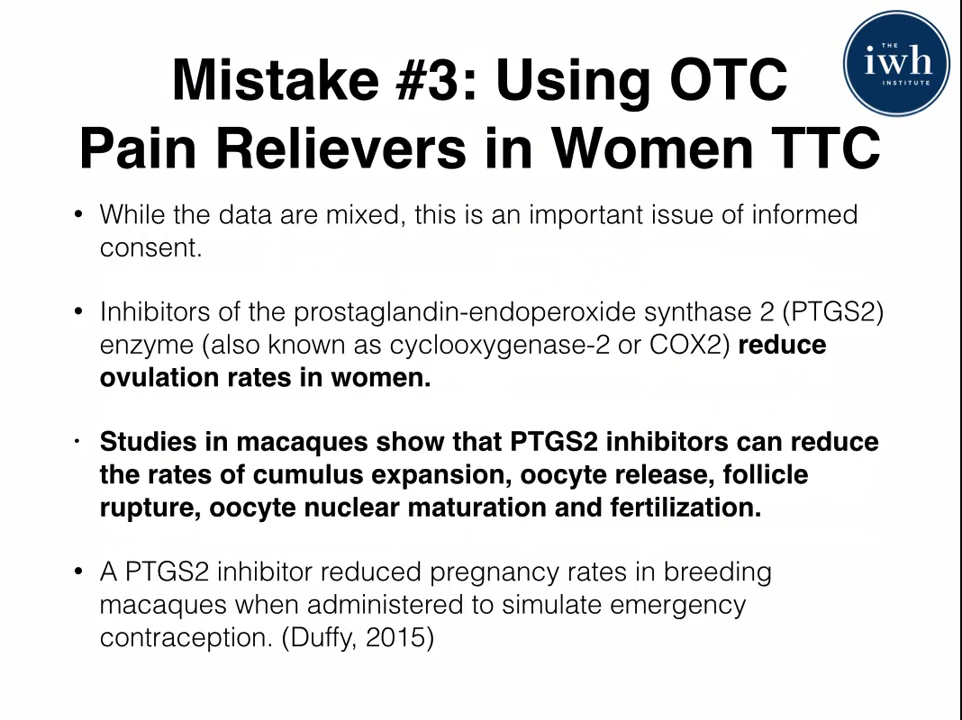 THE
iwh
INSTITUTE
Mistake #3: Using OTC
Pain Relievers in Women TTC
• While the data are mixed, this is an important issue of informed
consent.
• Inhibitors of the prostaglandin-endoperoxide synthase 2 (PTGS2)
enzyme (also known as cyclooxygenase-2 or COX2) reduce
ovulation rates in women.
• Studies in macaques show that PTGS2 inhibitors can reduce
the rates of cumulus expansion, oocyte release, follicle
rupture, oocyte nuclear maturation and fertilization.
• A PTGS2 inhibitor reduced pregnancy rates in breeding
macaques when administered to simulate emergency
contraception. (Duffy, 2015)